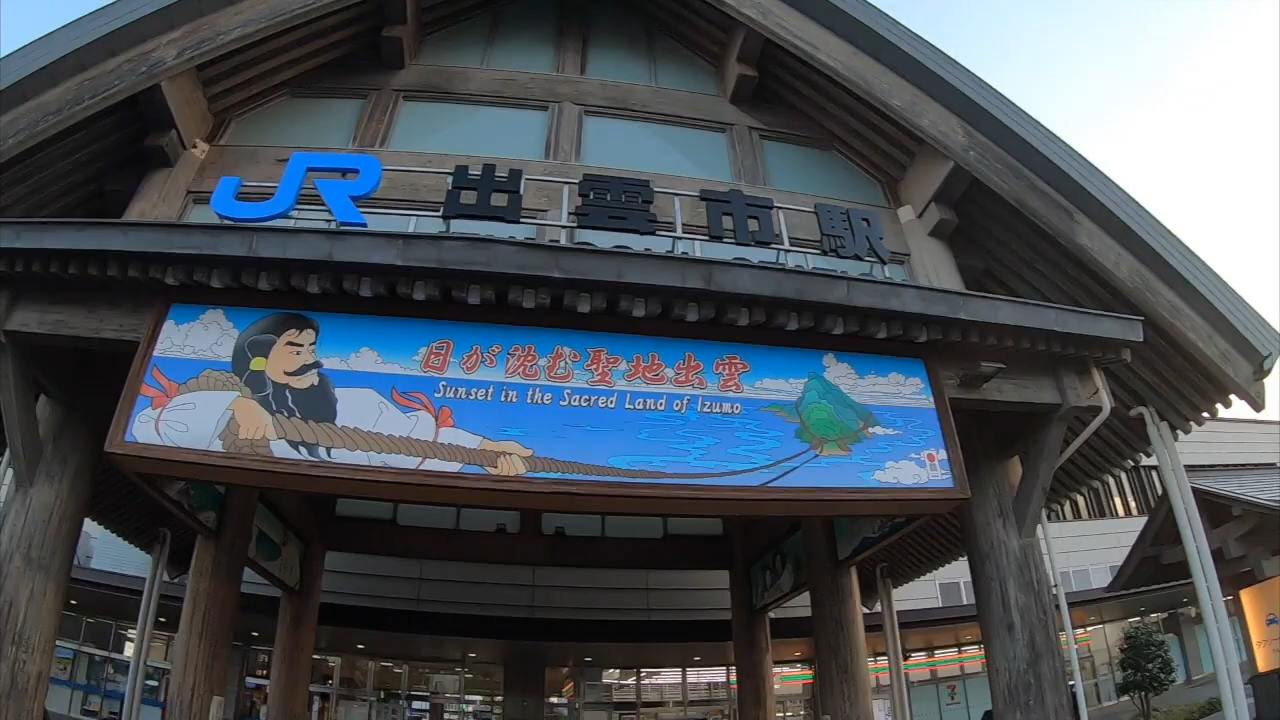 JR 出雲市駅
日が沈む聖地出雲
Sunset in the Sacred Land of Izumo